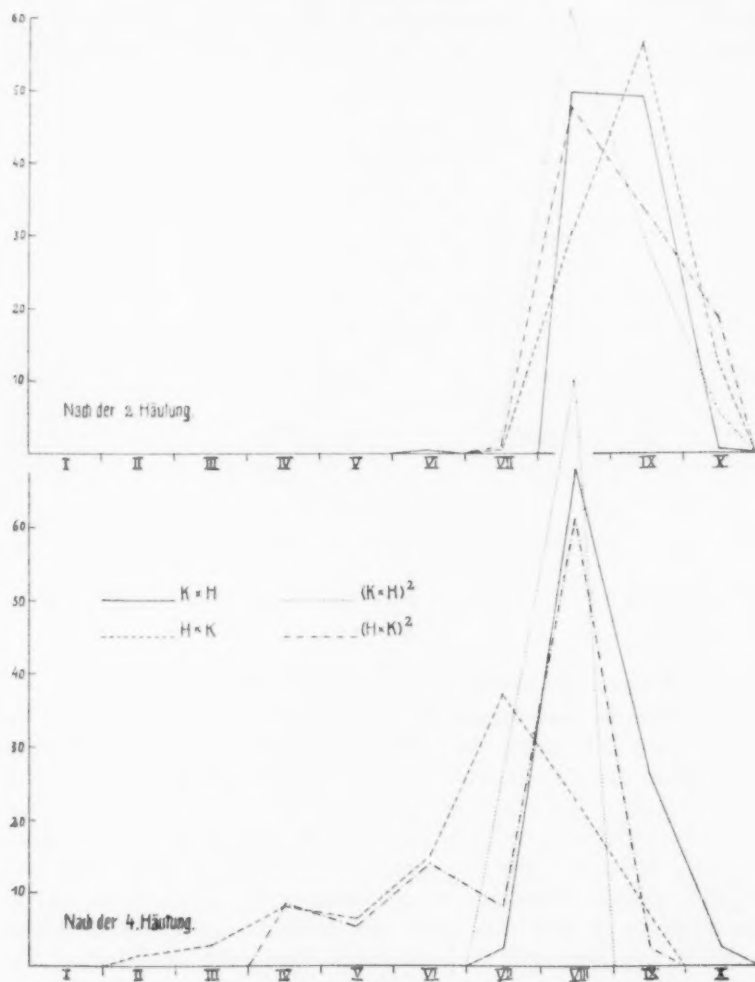 60
50
40
30
20
10
Nach der 2. Häutung.
I II III IV V VI VII IX X
60
50
40
30
20
10
K × H (K × H)²
H × K (H × K)²
Nach der 4. Häutung.
I II III IV V VI VII VIII IX X